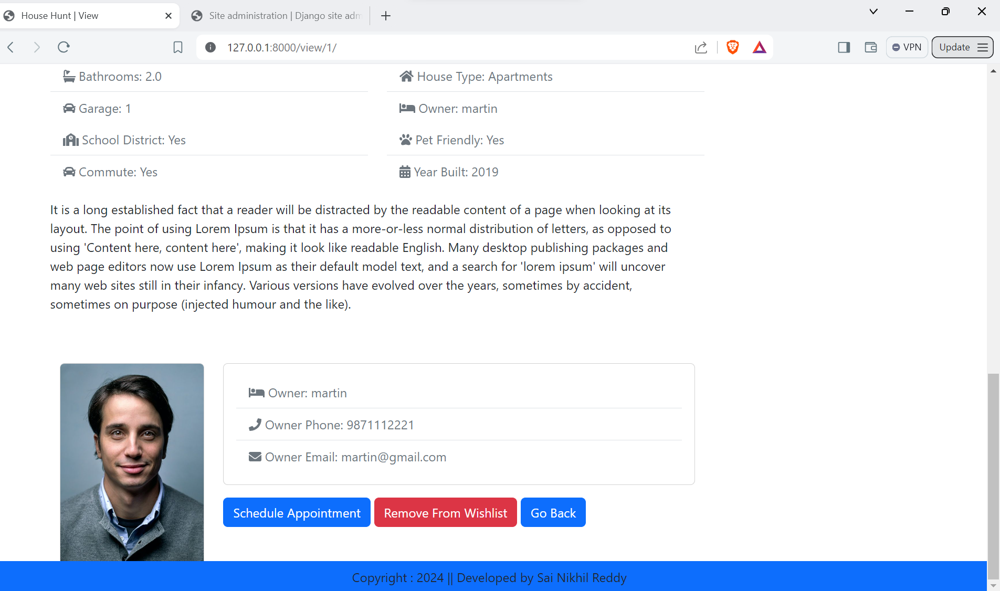 House Hunt | View
Site administration | Django site adm
127.0.0.1:8000/view/1/
VPN
Update
Bathrooms: 2.0
House Type: Apartments
Garage: 1
Owner: martin
School District: Yes
Pet Friendly: Yes
Commute: Yes
Year Built: 2019
It is a long established fact that a reader will be distracted by the readable content of a page when looking at its
layout. The point of using Lorem Ipsum is that it has a more-or-less normal distribution of letters, as opposed to
using 'Content here, content here', making it look like readable English. Many desktop publishing packages and
web page editors now use Lorem Ipsum as their default model text, and a search for 'lorem ipsum' will uncover
many web sites still in their infancy. Various versions have evolved over the years, sometimes by accident,
sometimes on purpose (injected humour and the like).
Owner: martin
Owner Phone: 9871112221
Owner Email: martin@gmail.com
Schedule Appointment
Remove From Wishlist
Go Back
Copyright : 2024 || Developed by Sai Nikhil Reddy